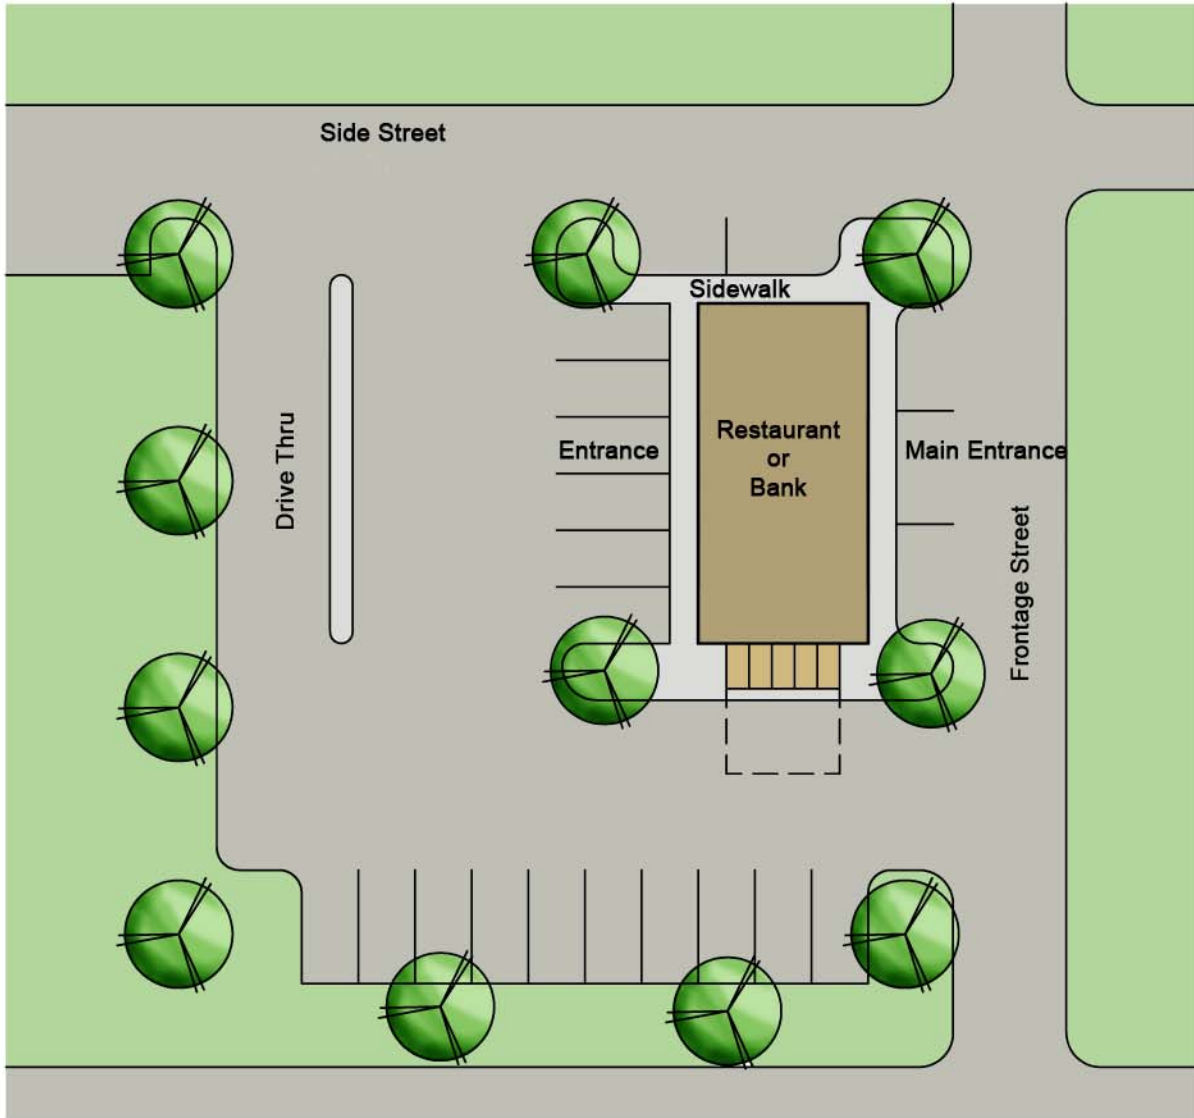 Side Street
Sidewalk
Drive Thru
Entrance
Restaurant
or
Bank
Main Entrance
Frontage Street